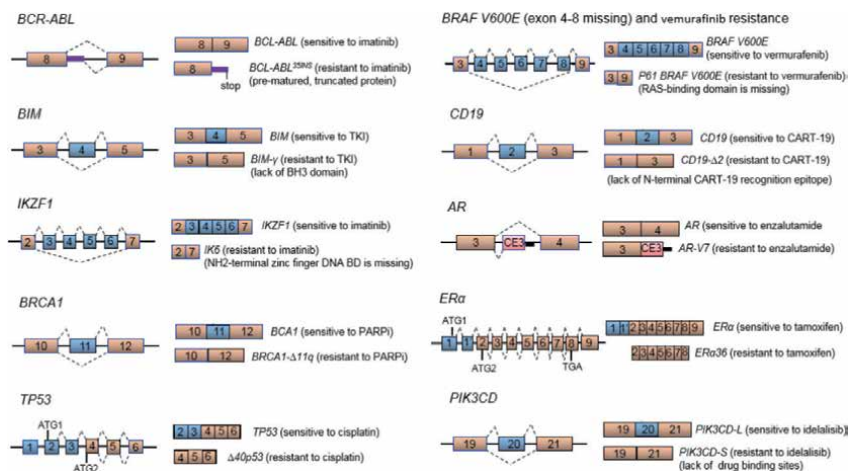 BCR-ABL
8
9
8 9 BCL-ABL (sensitive to imatinib)
8 BCL-ABL35INS (resistant to imatinib)
stop (pre-matured, truncated protein)
BIM
3 4 5
3 4 5 BIM (sensitive to TKI)
3 5 BIM-γ (resistant to TKI)
(lack of BH3 domain)
IKZF1
2 3 4 5 6 7
2 3 4 5 6 7 IKZF1 (sensitive to imatinib)
2 7 IK6 (resistant to imatinib)
(NH2-terminal zinc finger DNA BD is missing)
BRCA1
10 11 12
10 11 12 BCA1 (sensitive to PARPi)
10 12 BRCA1-Δ11q (resistant to PARPi)
TP53
ATG1
1 2 3 4 5 6
ATG2
2 3 4 5 6 TP53 (sensitive to cisplatin)
4 5 6 Δ40p53 (resistant to cisplatin)
BRAF V600E (exon 4-8 missing) and vemurafinib resistance
3 4 5 6 7 8 9
3 4 5 6 7 8 9 BRAF V600E
(sensitive to vermurafenib)
3 9 P61 BRAF V600E (resistant to vermurafenib)
(RAS-binding domain is missing)
CD19
1 2 3
1 2 3 CD19 (sensitive to CART-19)
1 3 CD19-Δ2 (resistant to CART-19)
(lack of N-terminal CART-19 recognition epitope)
AR
3 CE3 4
3 4 AR (sensitive to enzalutamide
3 CE3 AR-V7 (resistant to enzalutamide)
ERα
ATG1
1 1 2 3 4 5 6 7 8 9
ATG2 TGA
1 1' 2 3 4 5 6 7 8 9 ERα (sensitive to tamoxifen)
2 3 4 5 6 7 8 ERα36 (resistant to tamoxifen)
PIK3CD
19 20 21
19 20 21 PIK3CD-L (sensitive to idelalisib)
19 21 PIK3CD-S (resistant to idelalisib)
(lack of drug binding sites)